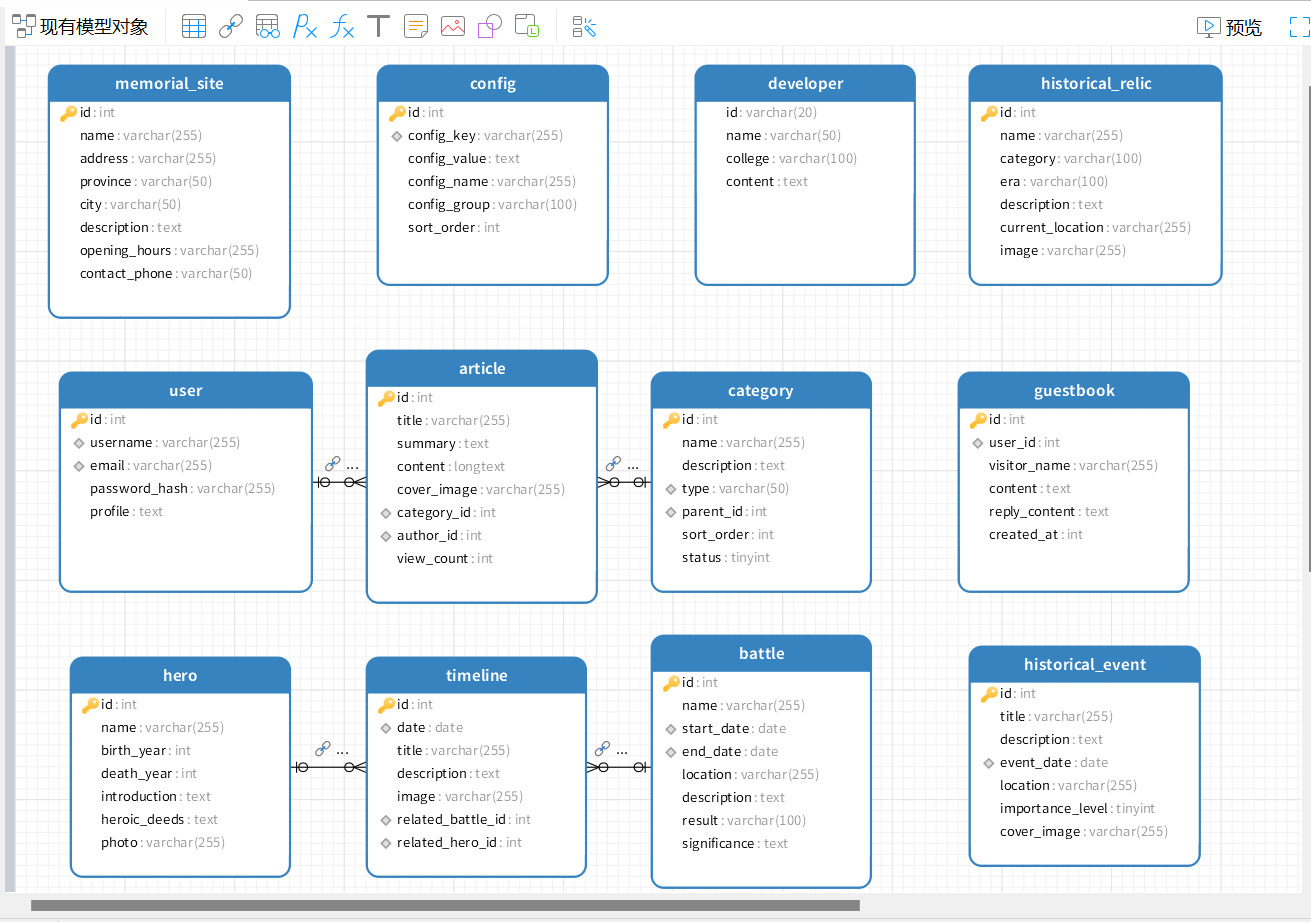 现有模型对象
T
预览
memorial_site
id: int
name: varchar(255)
address: varchar(255)
province: varchar(50)
city: varchar(50)
description: text
opening_hours: varchar(255)
contact_phone: varchar(50)
config
id: int
config_key: varchar(255)
config_value: text
config_name: varchar(255)
config_group: varchar(100)
sort_order: int
developer
id: varchar(20)
name: varchar(50)
college: varchar(100)
content: text
historical_relic
id: int
name: varchar(255)
category: varchar(100)
era: varchar(100)
description: text
current_location: varchar(255)
image: varchar(255)
user
id: int
username: varchar(255)
email: varchar(255)
password_hash: varchar(255)
profile: text
...
article
id: int
title: varchar(255)
summary: text
content: longtext
cover_image: varchar(255)
category_id: int
author_id: int
view_count: int
...
category
id: int
name: varchar(255)
description: text
type: varchar(50)
parent_id: int
sort_order: int
status: tinyint
guestbook
id: int
user_id: int
visitor_name: varchar(255)
content: text
reply_content: text
created_at: int
hero
id: int
name: varchar(255)
birth_year: int
death_year: int
introduction: text
heroic_deeds: text
photo: varchar(255)
...
timeline
id: int
date: date
title: varchar(255)
description: text
image: varchar(255)
related_battle_id: int
related_hero_id: int
...
battle
id: int
name: varchar(255)
start_date: date
end_date: date
location: varchar(255)
description: text
result: varchar(100)
significance: text
historical_event
id: int
title: varchar(255)
description: text
event_date: date
location: varchar(255)
importance_level: tinyint
cover_image: varchar(255)